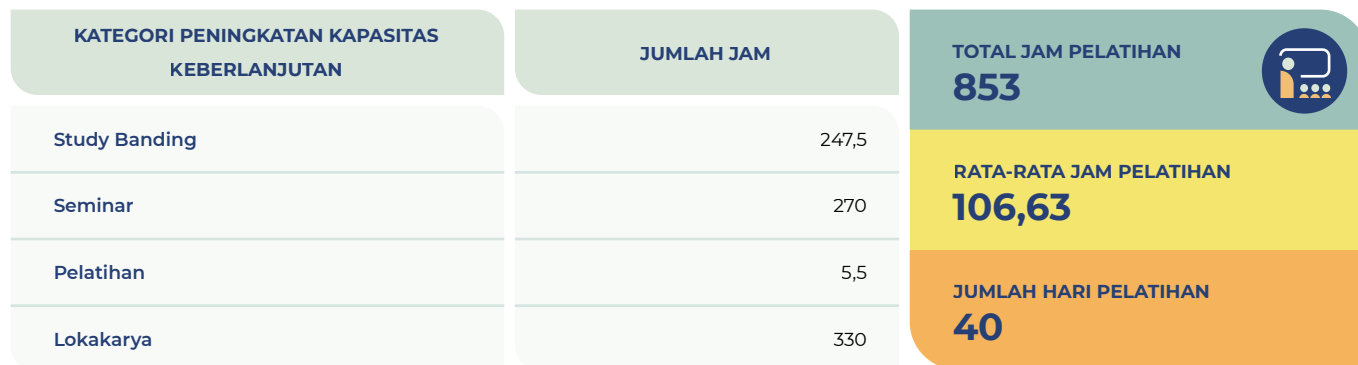 KATEGORI PENINGKATAN KAPASITAS
KEBERLANJUTAN
JUMLAH JAM
Study Banding
247,5
Seminar
270
Pelatihan
5,5
Lokakarya
330
TOTAL JAM PELATIHAN
853
RATA-RATA JAM PELATIHAN
106,63
JUMLAH HARI PELATIHAN
40